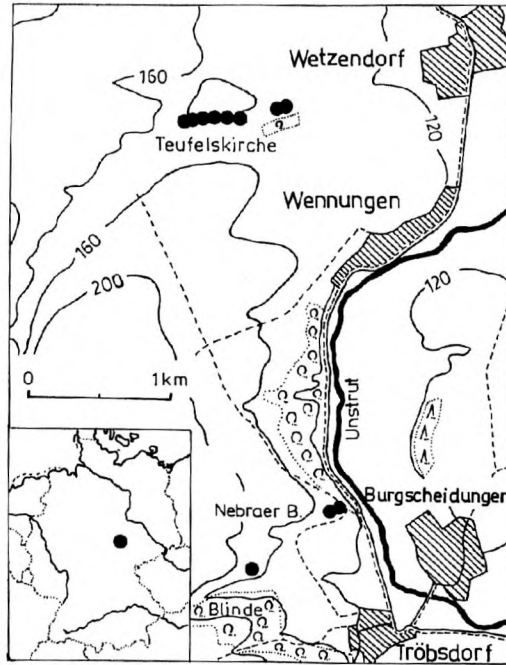 Wetzendorf
160
120
Teufelskirche
Wennungen
160
200
120
0 1km
Unstrut
Burgscheidungen
Nebraer B.
Blinde
Tröbsdorf